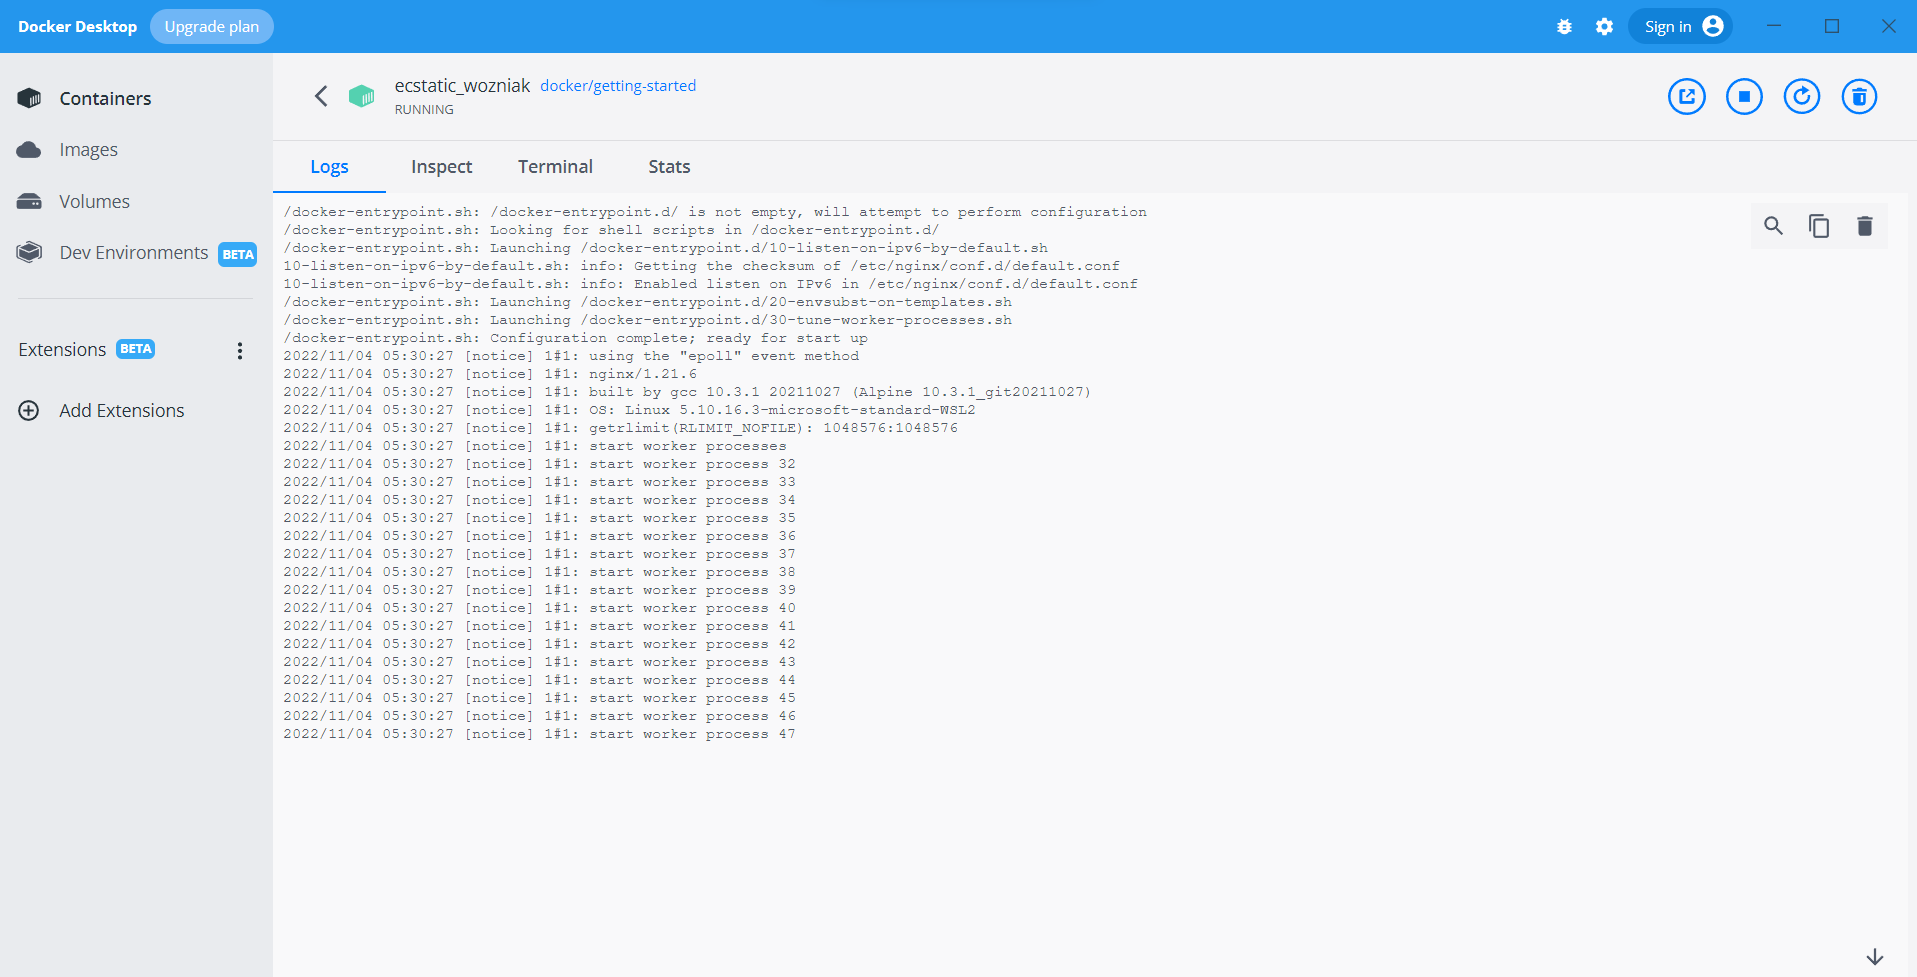 Docker Desktop Upgrade plan Sign in
Containers
Images
Volumes
Dev Environments BETA
Extensions BETA
Add Extensions
ecstatic_wozniak docker/getting-started
RUNNING
Logs Inspect Terminal Stats
/docker-entrypoint.sh: /docker-entrypoint.d/ is not empty, will attempt to perform configuration
/docker-entrypoint.sh: Looking for shell scripts in /docker-entrypoint.d/
/docker-entrypoint.sh: Launching /docker-entrypoint.d/10-listen-on-ipv6-by-default.sh
10-listen-on-ipv6-by-default.sh: info: Getting the checksum of /etc/nginx/conf.d/default.conf
10-listen-on-ipv6-by-default.sh: info: Enabled listen on IPv6 in /etc/nginx/conf.d/default.conf
/docker-entrypoint.sh: Launching /docker-entrypoint.d/20-envsubst-on-templates.sh
/docker-entrypoint.sh: Launching /docker-entrypoint.d/30-tune-worker-processes.sh
/docker-entrypoint.sh: Configuration complete; ready for start up
2022/11/04 05:30:27 [notice] 1#1: using the "epoll" event method
2022/11/04 05:30:27 [notice] 1#1: nginx/1.21.6
2022/11/04 05:30:27 [notice] 1#1: built by gcc 10.3.1 20211027 (Alpine 10.3.1_git20211027)
2022/11/04 05:30:27 [notice] 1#1: OS: Linux 5.10.16.3-microsoft-standard-WSL2
2022/11/04 05:30:27 [notice] 1#1: getrlimit(RLIMIT_NOFILE): 1048576:1048576
2022/11/04 05:30:27 [notice] 1#1: start worker processes
2022/11/04 05:30:27 [notice] 1#1: start worker process 32
2022/11/04 05:30:27 [notice] 1#1: start worker process 33
2022/11/04 05:30:27 [notice] 1#1: start worker process 34
2022/11/04 05:30:27 [notice] 1#1: start worker process 35
2022/11/04 05:30:27 [notice] 1#1: start worker process 36
2022/11/04 05:30:27 [notice] 1#1: start worker process 37
2022/11/04 05:30:27 [notice] 1#1: start worker process 38
2022/11/04 05:30:27 [notice] 1#1: start worker process 39
2022/11/04 05:30:27 [notice] 1#1: start worker process 40
2022/11/04 05:30:27 [notice] 1#1: start worker process 41
2022/11/04 05:30:27 [notice] 1#1: start worker process 42
2022/11/04 05:30:27 [notice] 1#1: start worker process 43
2022/11/04 05:30:27 [notice] 1#1: start worker process 44
2022/11/04 05:30:27 [notice] 1#1: start worker process 45
2022/11/04 05:30:27 [notice] 1#1: start worker process 46
2022/11/04 05:30:27 [notice] 1#1: start worker process 47